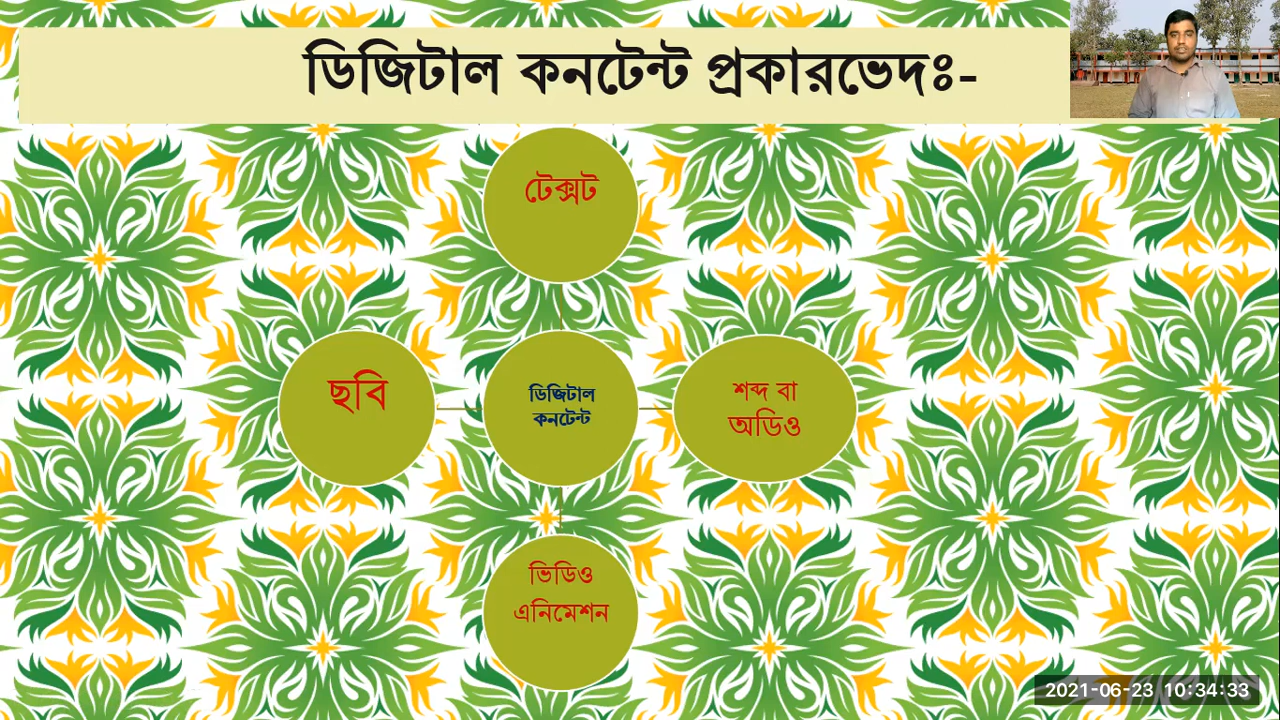 ডিজিটাল কনটেন্ট প্রকারভেদঃ-
টেক্সট
ছবি
ডিজিটাল
কনটেন্ট
শব্দ বা
অডিও
ভিডিও
এনিমেশন
2021-06-23 10:34:33